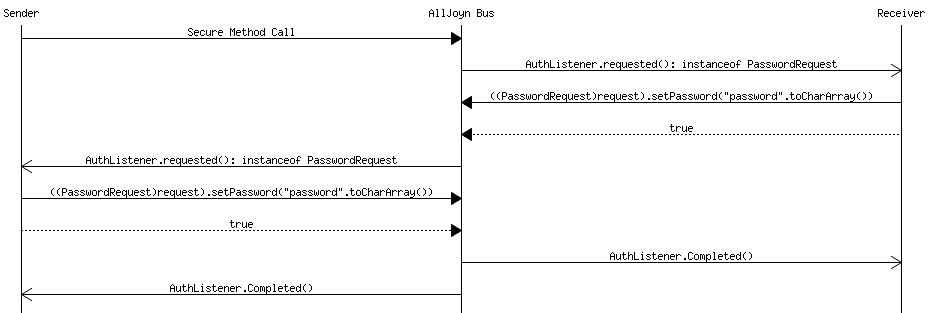 Sender
AllJoyn Bus
Receiver
Secure Method Call
AuthListener.requested(): instanceof PasswordRequest
((PasswordRequest)request).setPassword("password".toCharArray())
true
AuthListener.requested(): instanceof PasswordRequest
((PasswordRequest)request).setPassword("password".toCharArray())
true
AuthListener.Completed()
AuthListener.Completed()